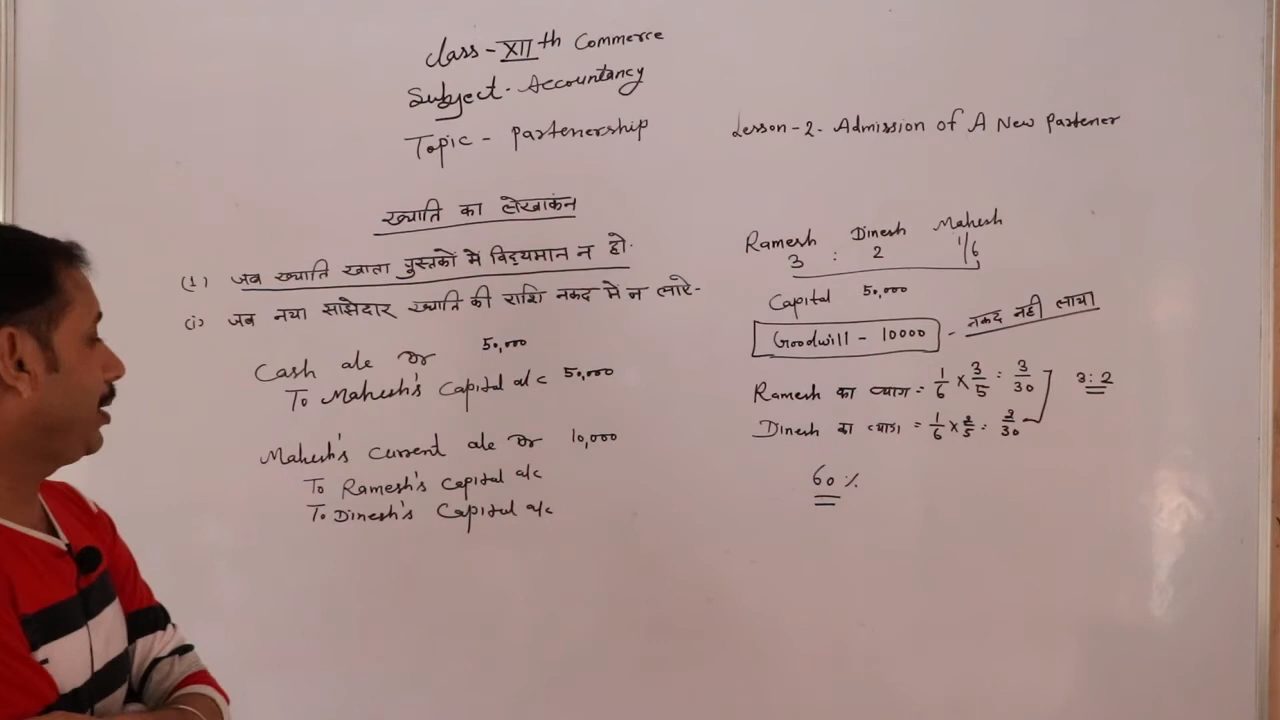 Class - XIIth Commerce
Subject - Accountancy
Topic - Partenership
Lesson - 2. Admission of A New Partener
ख्याति का लेखाकंन
(1) जब ख्याति खाता पुस्तकों में विद्यमान न हो.
(i) जब नया साझेदार ख्याति की राशि नकद में न लाऐ -
Cash a/c Dr 50,000
To Mahesh's Capital a/c 50,000
Mahesh's current a/c Dr 10,000
To Ramesh's Capital a/c
To Dinesh's Capital a/c
Ramesh Dinesh Mahesh
3 : 2 1/6
Capital 50,000
Goodwill - 10000 - नकद नहीं लाया
Ramesh का त्याग = 1/6 × 3/5 = 3/30 3:2
Dinesh का त्याग = 1/6 × 2/5 = 2/30
60 %